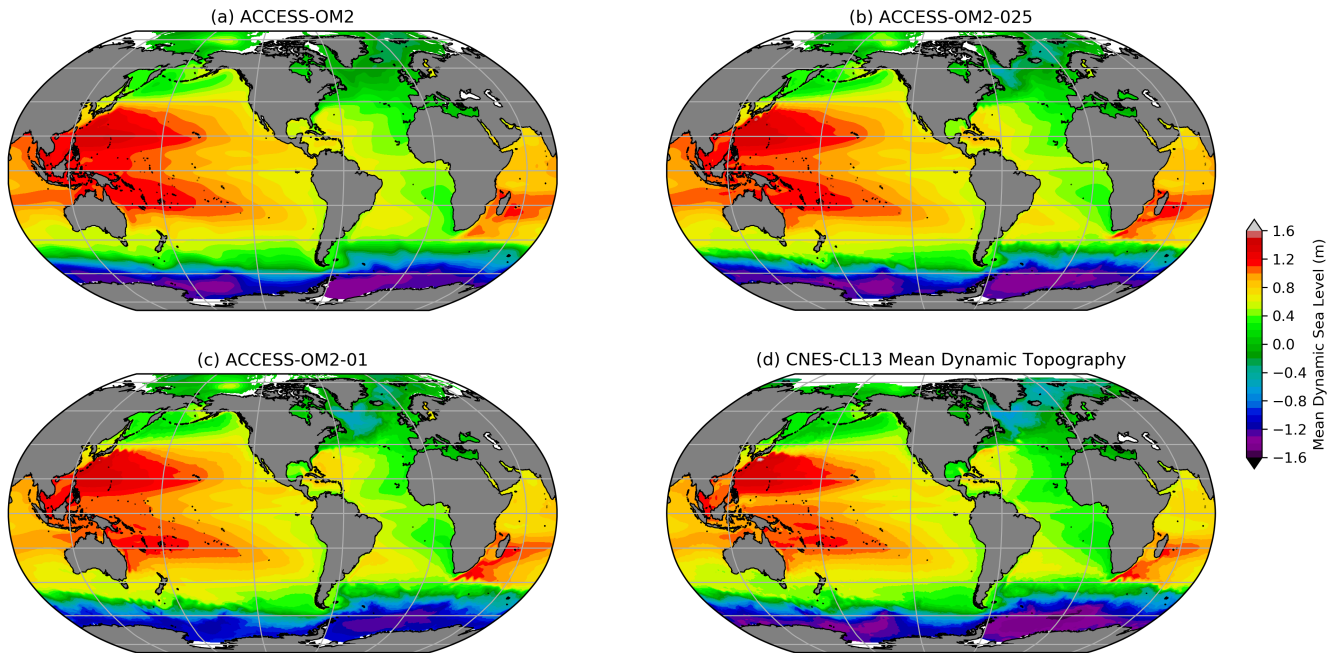 (a) ACCESS-OM2
(b) ACCESS-OM2-025
(c) ACCESS-OM2-01
(d) CNES-CL13 Mean Dynamic Topography
1.6
1.2
0.8
0.4
0.0
−0.4
−0.8
−1.2
−1.6
Mean Dynamic Sea Level (m)